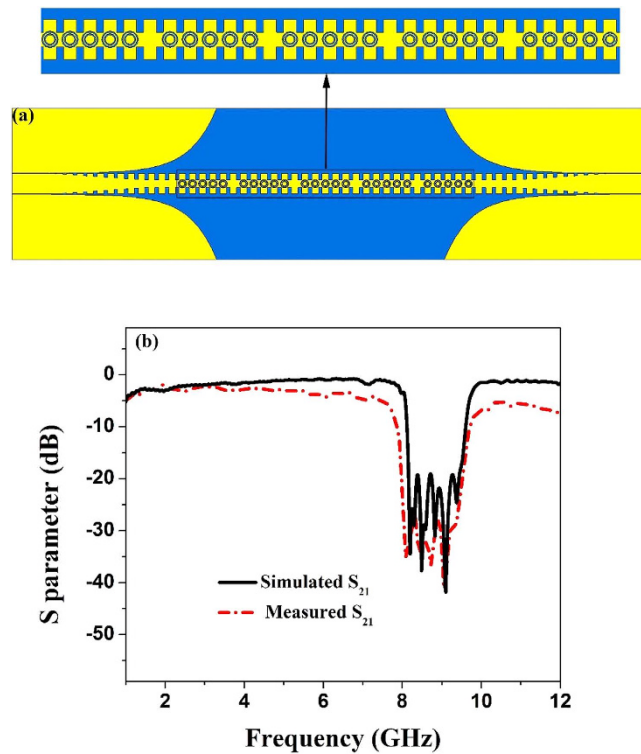 (a)
(b)
0
-10
-20
-30
-40
-50
S parameter (dB)
Simulated S₂₁
Measured S₂₁
2 4 6 8 10 12
Frequency (GHz)